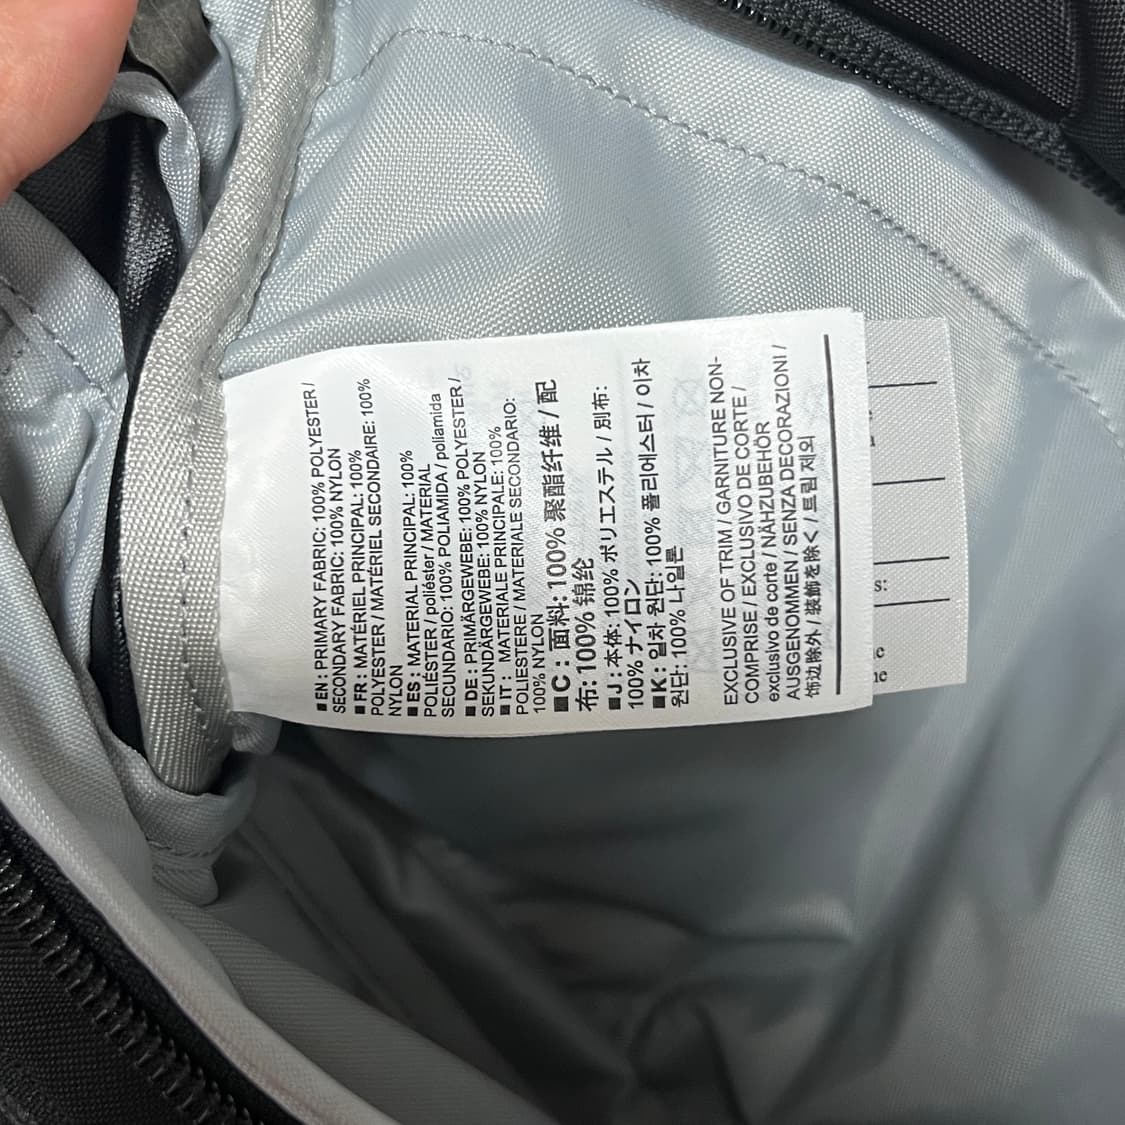 ■EN: PRIMARY FABRIC: 100% POLYESTER /
SECONDARY FABRIC: 100% NYLON
■FR: MATÉRIEL PRINCIPAL: 100%
POLYESTER / MATÉRIEL SECONDAIRE: 100%
NYLON
■ES: MATERIAL PRINCIPAL: 100%
POLIÉSTER / poliéster / MATERIAL
SECUNDARIO: 100% POLIAMIDA / poliamida
■DE: PRIMÄRGEWEBE: 100% POLYESTER /
SEKUNDÄRGEWEBE: 100% NYLON
■IT: MATERIALE PRINCIPALE: 100%
POLIESTERE / MATERIALE SECONDARIO:
100% NYLON
■C: 面料: 100% 聚酯纤维 / 配
布: 100% 锦纶
■J: 本体: 100% ポリエステル / 別布:
100% ナイロン
■K: 일차 원단: 100% 폴리에스터 / 이차
원단: 100% 나일론
EXCLUSIVE OF TRIM / GARNITURE NON-
COMPRISE / EXCLUSIVO DE CORTE /
exclusivo de corte / NÄHZUBEHÖR
AUSGENOMMEN / SENZA DECORAZIONI /
饰边除外 / 装飾を除く / 트림 제외
s: